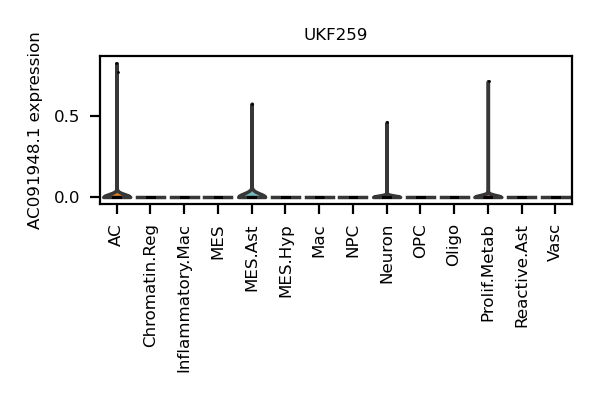 UKF259
AC091948.1 expression
0.5
0.0
AC
Chromatin.Reg
Inflammatory.Mac
MES
MES.Ast
MES.Hyp
Mac
NPC
Neuron
OPC
Oligo
Prolif.Metab
Reactive.Ast
Vasc